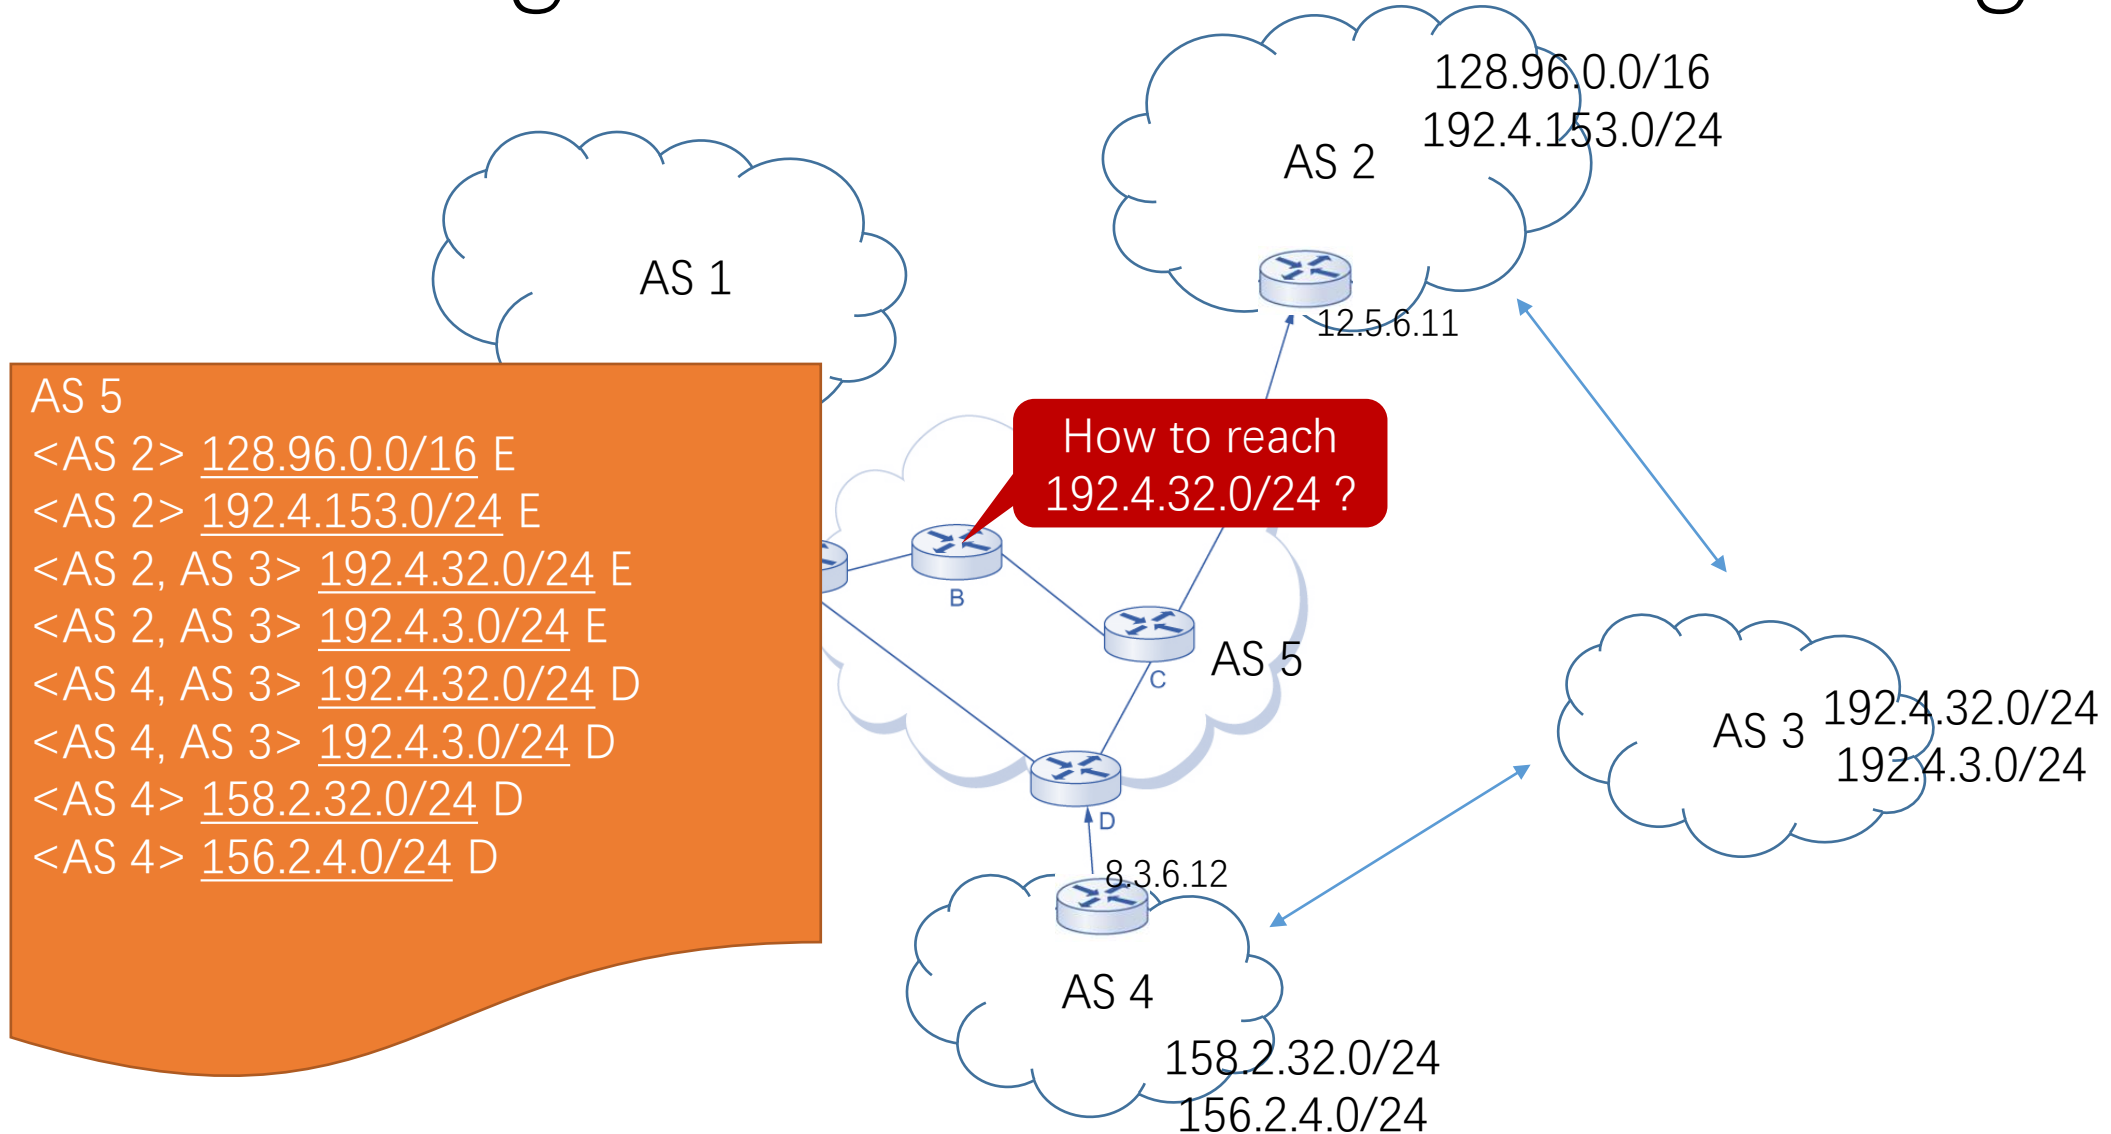 128.96.0.0/16
192.4.153.0/24
AS 2
AS 1
12.5.6.11
AS 5
<AS 2> 128.96.0.0/16 E
<AS 2> 192.4.153.0/24 E
<AS 2, AS 3> 192.4.32.0/24 E
<AS 2, AS 3> 192.4.3.0/24 E
<AS 4, AS 3> 192.4.32.0/24 D
<AS 4, AS 3> 192.4.3.0/24 D
<AS 4> 158.2.32.0/24 D
<AS 4> 156.2.4.0/24 D
How to reach
192.4.32.0/24 ?
B
C
AS 5
D
AS 3
192.4.32.0/24
192.4.3.0/24
8.3.6.12
AS 4
158.2.32.0/24
156.2.4.0/24